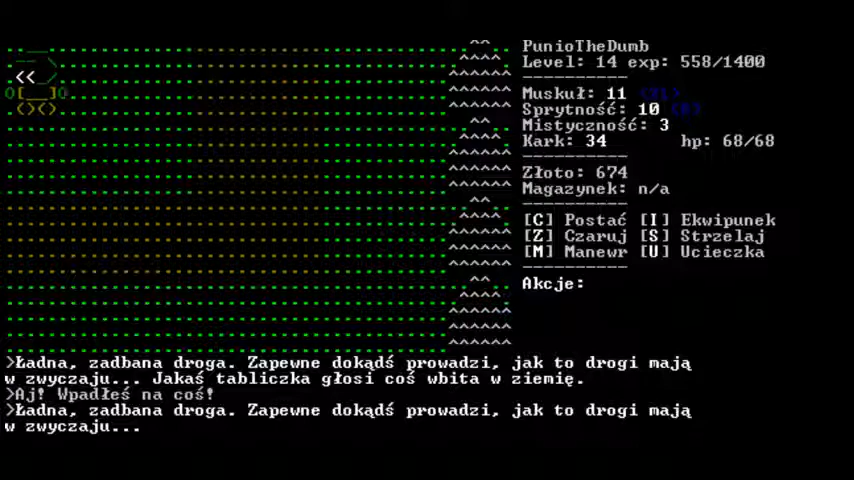 PunioTheDumb
Level: 14 exp: 558/1400
----------
Muskuł: 11
Sprytność: 10
Mistyczność: 3
Kark: 34 hp: 68/68
----------
Złoto: 674
Magazynek: n/a
----------
[C] Postać [I] Ekwipunek
[Z] Czaruj [S] Strzelaj
[M] Manewr [U] Ucieczka
----------
Akcje:
>Ładna, zadbana droga. Zapewne dokądś prowadzi, jak to drogi mają
w zwyczaju... Jakaś tabliczka głosi coś wbita w ziemię.
>Aj! Wpadłeś na coś!
>Ładna, zadbana droga. Zapewne dokądś prowadzi, jak to drogi mają
w zwyczaju...